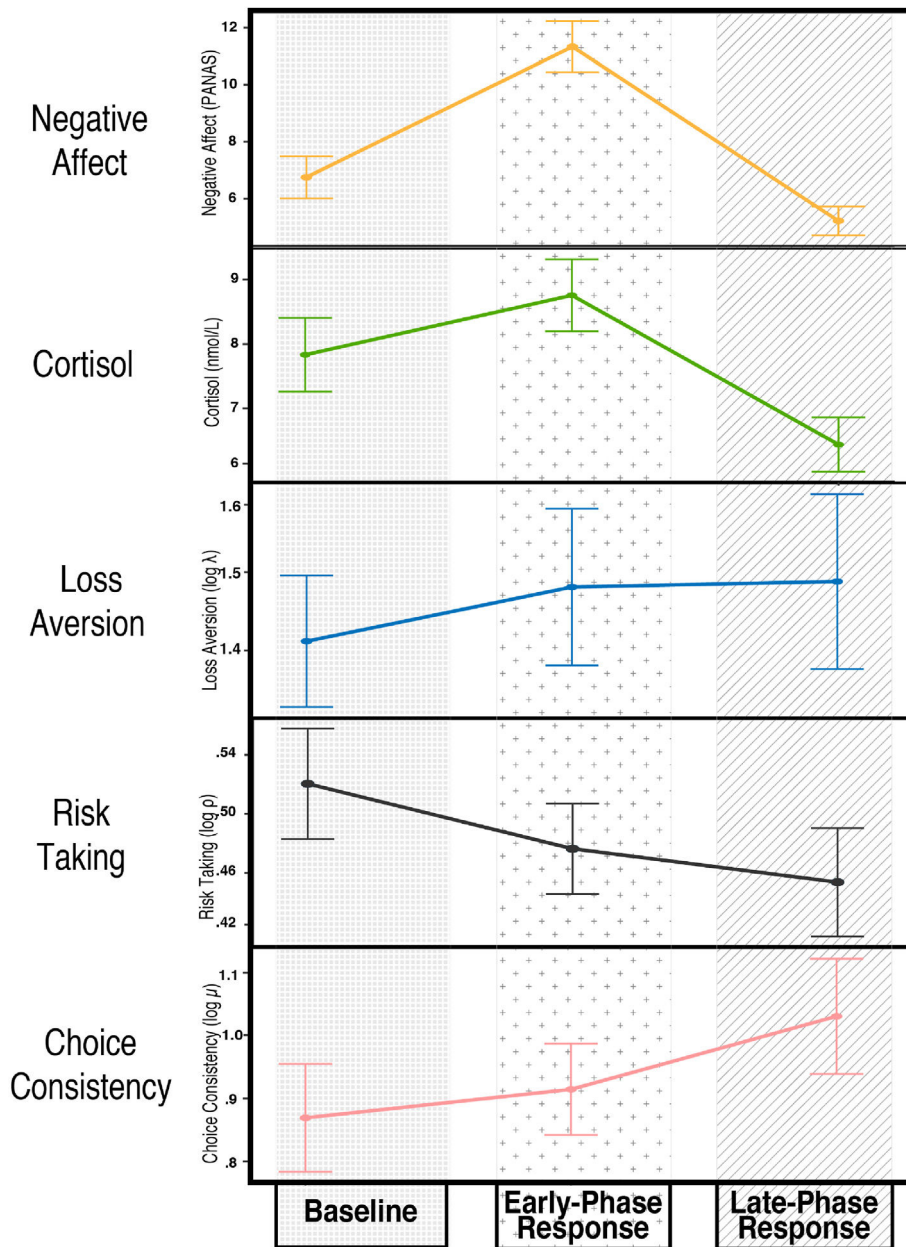 Negative
Affect
Negative Affect (PANAS)
12
10
8
6
Cortisol
Cortisol (nmol/L)
9
8
7
6
Loss
Aversion
Loss Aversion (log λ)
1.6
1.5
1.4
Risk
Taking
Risk Taking (log ρ)
.54
.50
.46
.42
Choice
Consistency
Choice Consistency (log μ)
1.1
1.0
.9
.8
Baseline
Early-Phase
Response
Late-Phase
Response